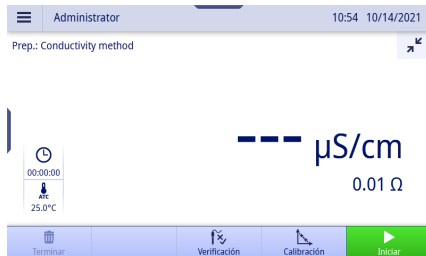 Administrator 10:54 10/14/2021
Prep.: Conductivity method
--- µS/cm
0.01 Ω
00:00:00
ATC
25.0°C
Terminar Verificación Calibración Iniciar